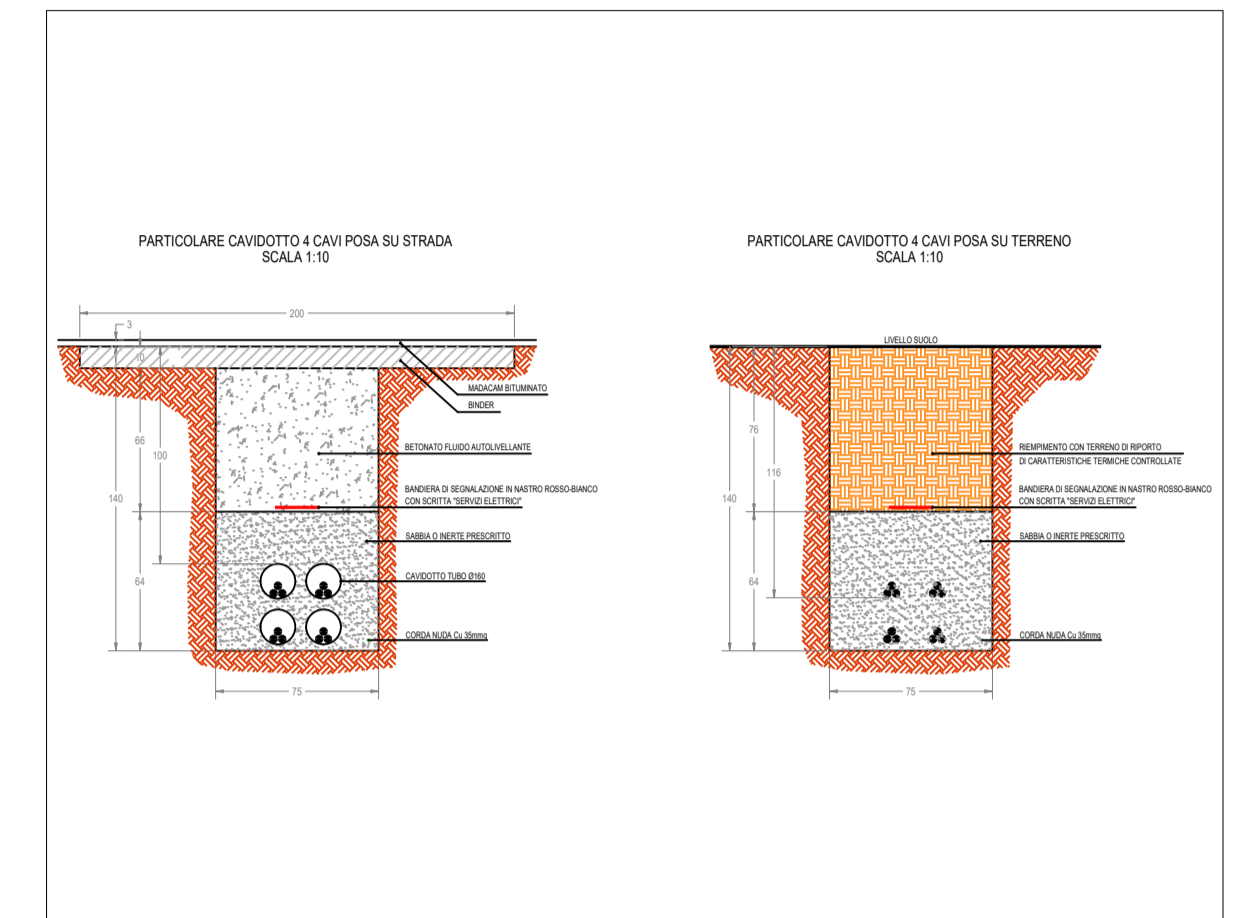 PARTICOLARE CAVIDOTTO 4 CAVI POSA SU STRADA
SCALA 1:10
200
3
10
66
100
140
64
75
MADACAM BITUMINATO
BINDER
BETONATO FLUIDO AUTOLIVELLANTE
BANDIERA DI SEGNALAZIONE IN NASTRO ROSSO-BIANCO
CON SCRITTA "SERVIZI ELETTRICI"
SABBIA O INERTE PRESCRITTO
CAVIDOTTO TUBO Ø160
CORDA NUDA Cu 35mmq
PARTICOLARE CAVIDOTTO 4 CAVI POSA SU TERRENO
SCALA 1:10
LIVELLO SUOLO
76
116
140
64
75
RIEMPIMENTO CON TERRENO DI RIPORTO
DI CARATTERISTICHE TERMICHE CONTROLLATE
BANDIERA DI SEGNALAZIONE IN NASTRO ROSSO-BIANCO
CON SCRITTA "SERVIZI ELETTRICI"
SABBIA O INERTE PRESCRITTO
CORDA NUDA Cu 35mmq